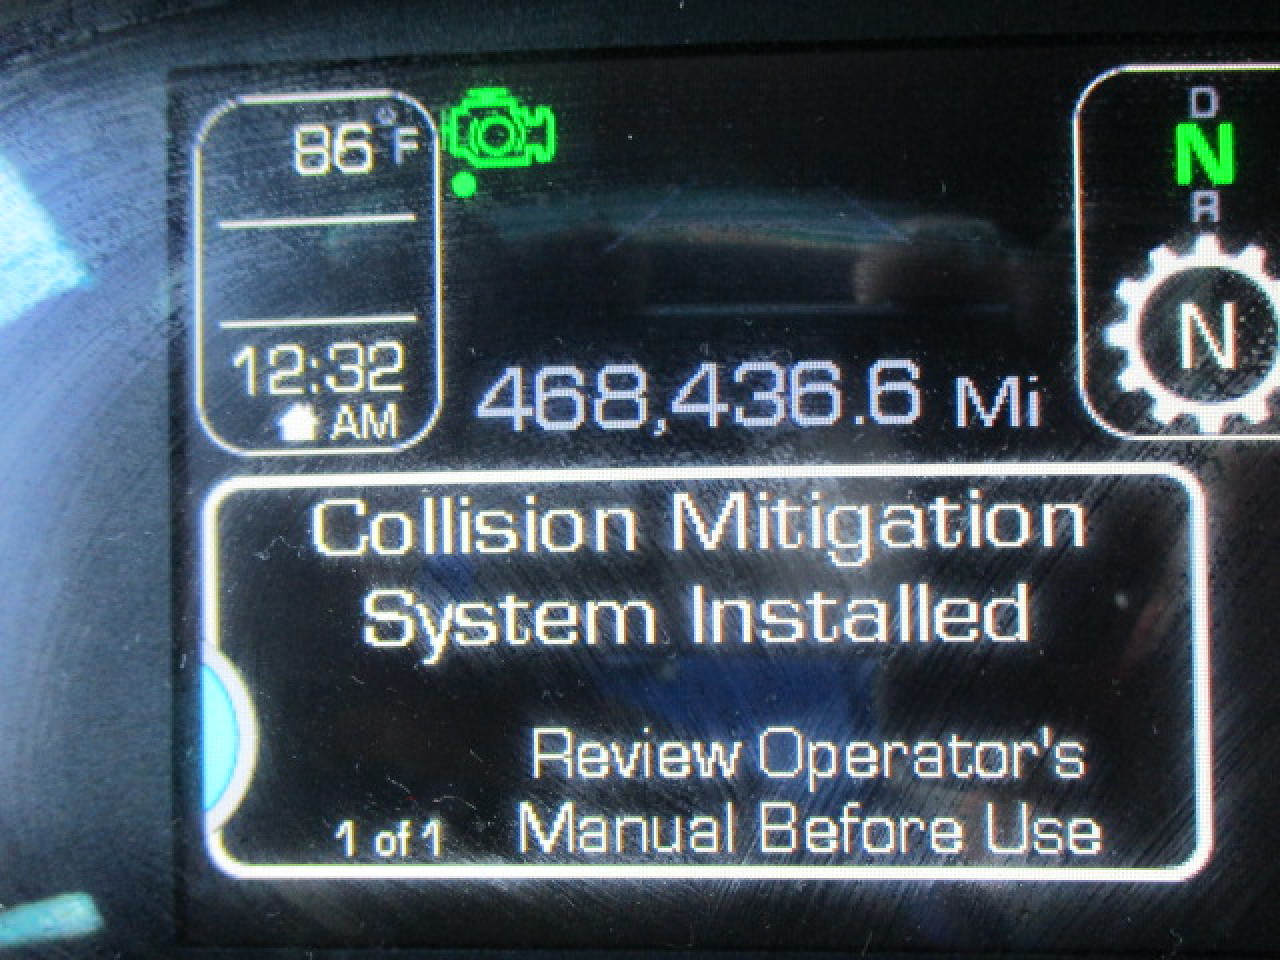 86°F
12:32
AM
468,436.6 Mi
D
N
R
N
Collision Mitigation
System Installed
Review Operator's
Manual Before Use
1 of 1